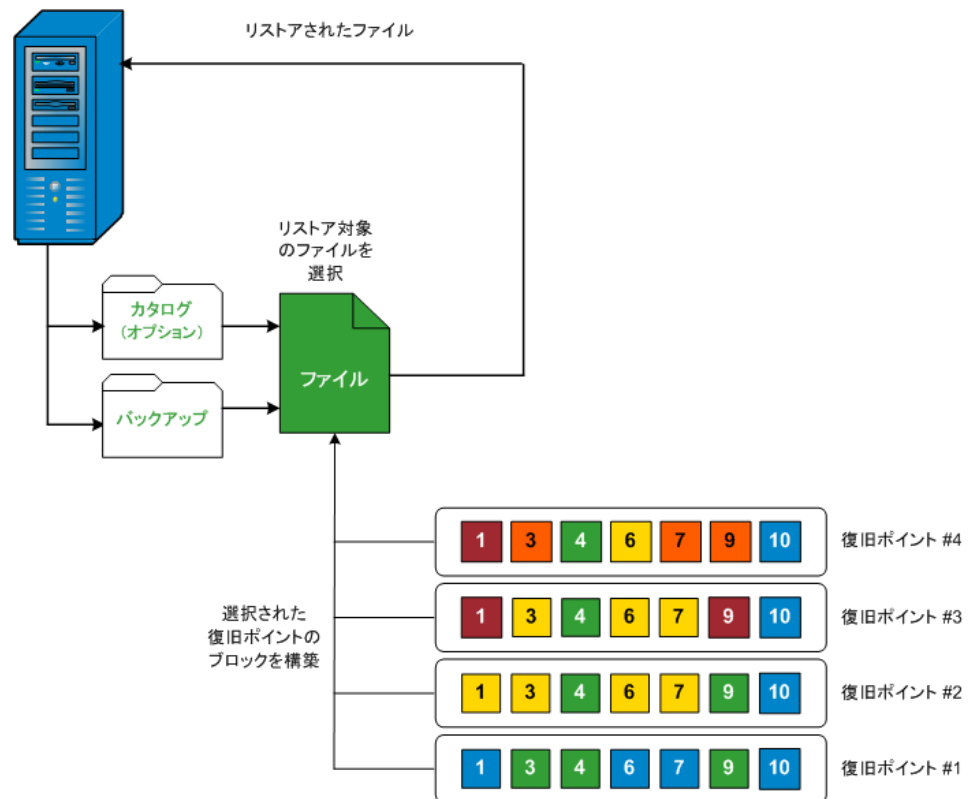 リストアされたファイル
リストア対象
のファイルを
選択
カタログ
(オプション)
ファイル
バックアップ
選択された
復旧ポイントの
ブロックを構築
1 3 4 6 7 9 10 復旧ポイント #4
1 3 4 6 7 9 10 復旧ポイント #3
1 3 4 6 7 9 10 復旧ポイント #2
1 3 4 6 7 9 10 復旧ポイント #1